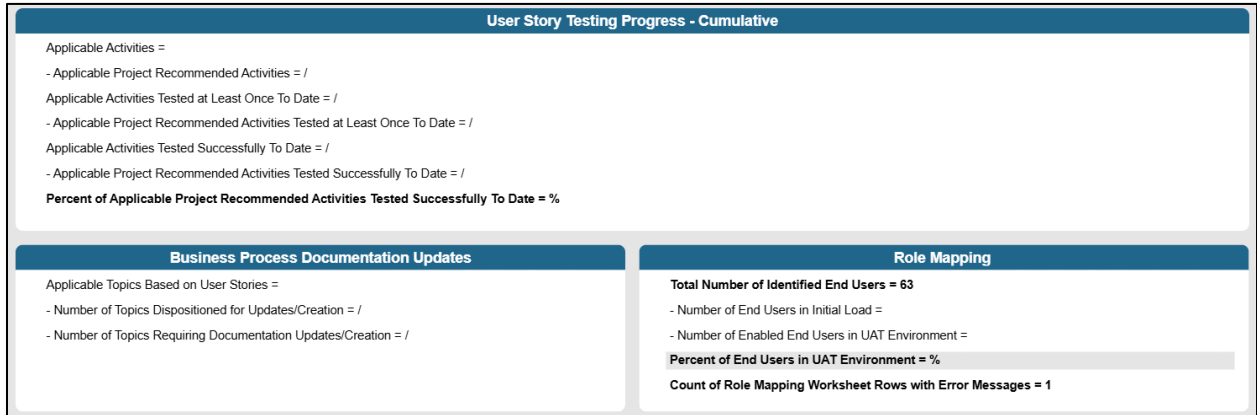 User Story Testing Progress - Cumulative
Applicable Activities =
- Applicable Project Recommended Activities = /
Applicable Activities Tested at Least Once To Date = /
- Applicable Project Recommended Activities Tested at Least Once To Date = /
Applicable Activities Tested Successfully To Date = /
- Applicable Project Recommended Activities Tested Successfully To Date = /
Percent of Applicable Project Recommended Activities Tested Successfully To Date = %
Business Process Documentation Updates
Applicable Topics Based on User Stories =
- Number of Topics Dispositioned for Updates/Creation = /
- Number of Topics Requiring Documentation Updates/Creation = /
Role Mapping
Total Number of Identified End Users = 63
- Number of End Users in Initial Load =
- Number of Enabled End Users in UAT Environment =
Percent of End Users in UAT Environment = %
Count of Role Mapping Worksheet Rows with Error Messages = 1